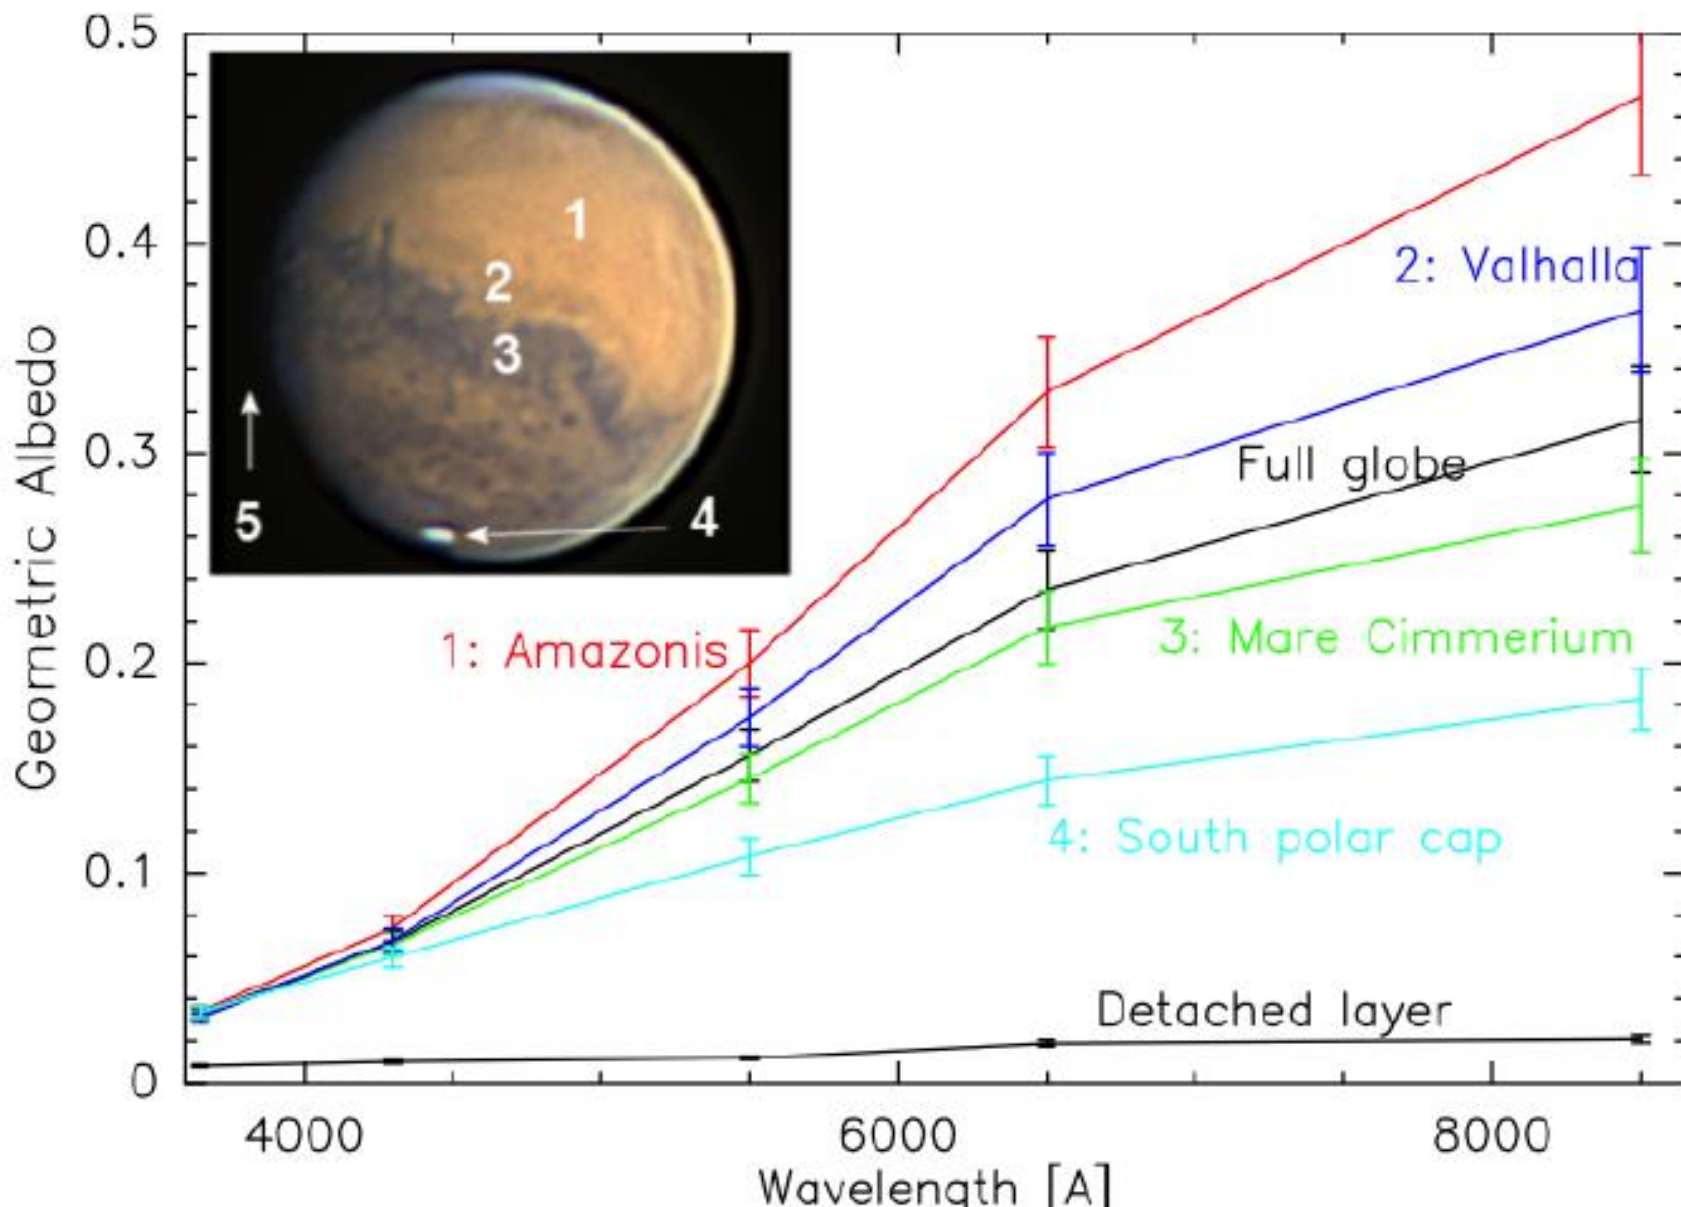 0.5
0.4
0.3
0.2
0.1
0
Geometric Albedo
1
2
3
4
5
2: Valhalla
Full globe
1: Amazonis
3: Mare Cimmerium
4: South polar cap
Detached layer
4000 6000 8000
Wavelength [A]